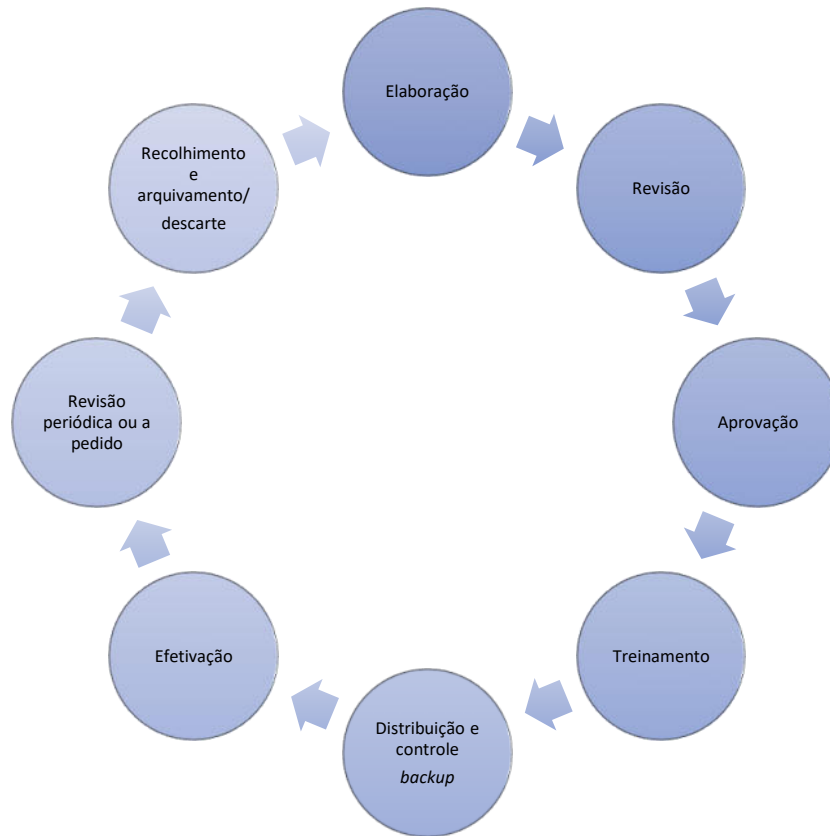 Elaboração
Revisão
Aprovação
Treinamento
Distribuição e
controle
backup
Efetivação
Revisão
periódica ou a
pedido
Recolhimento
e
arquivamento/
descarte